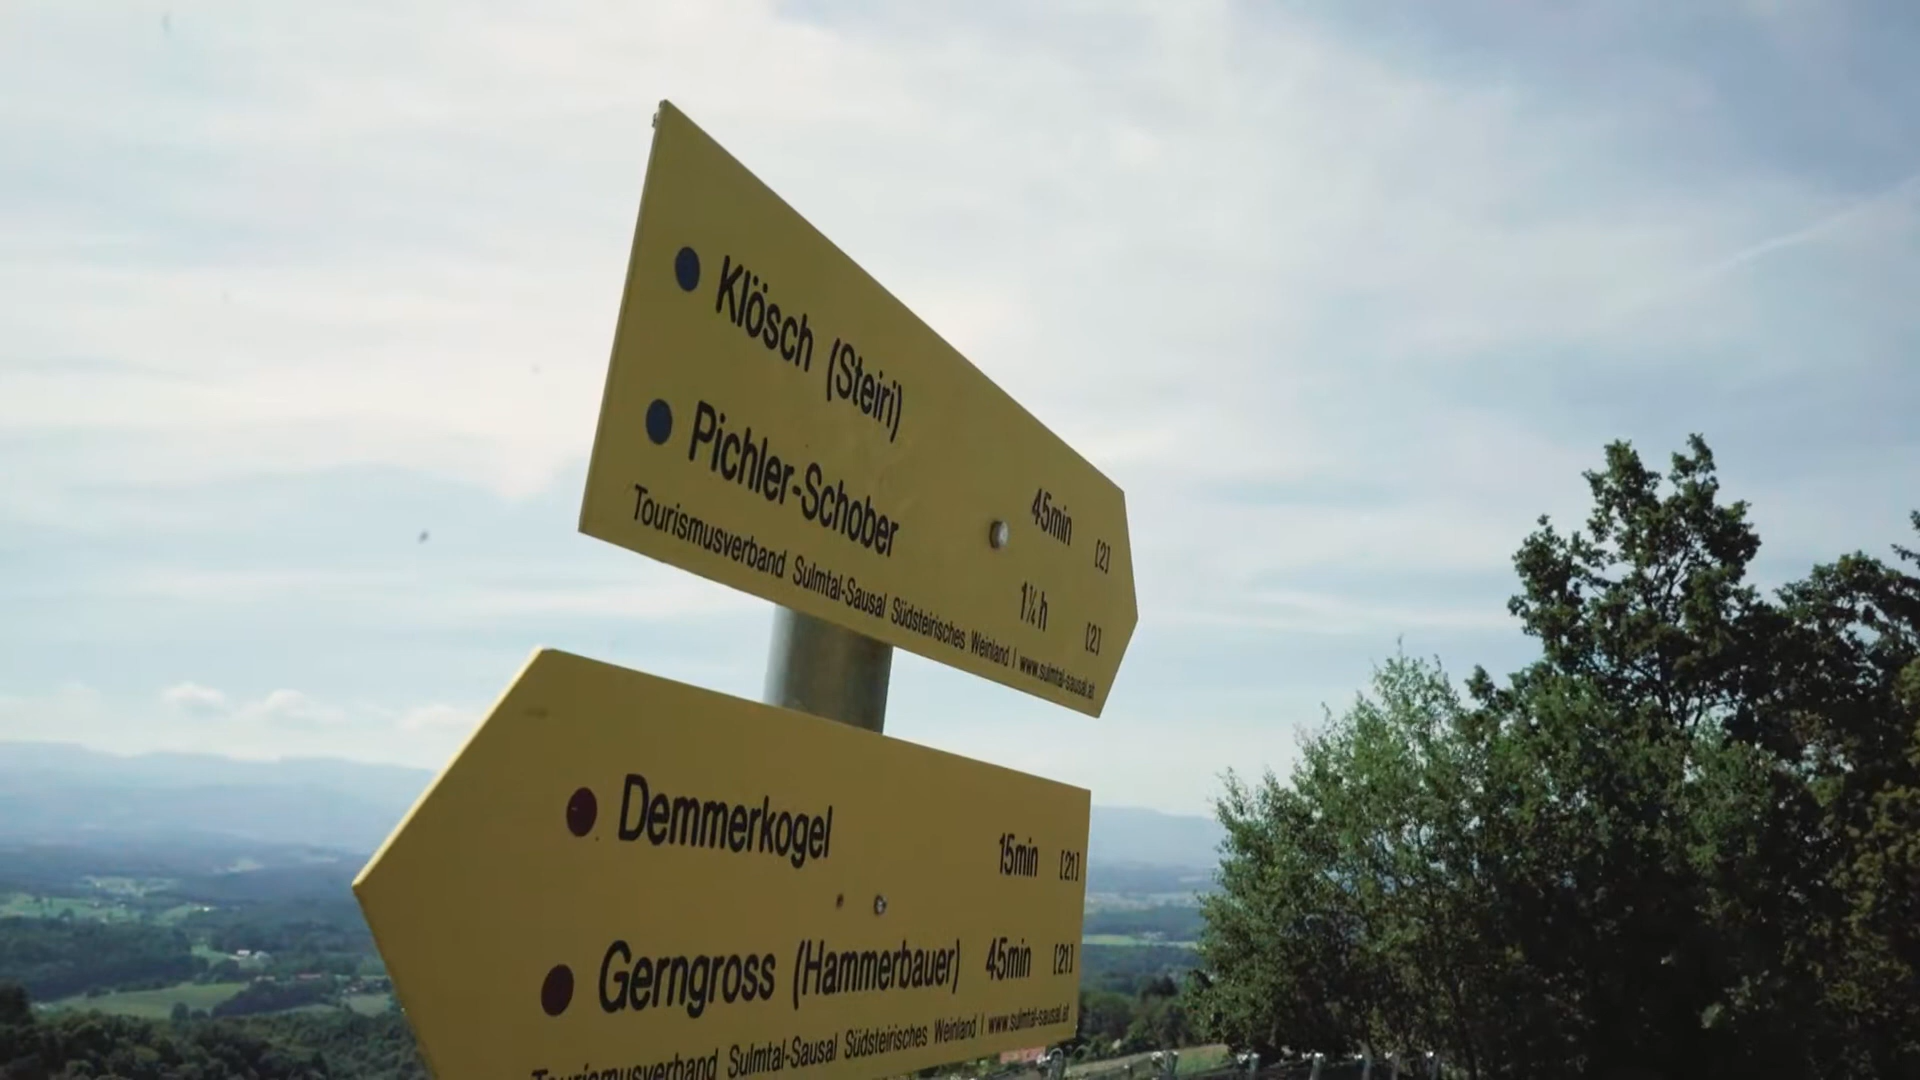 Klösch (Steiri) 45min [2]
Pichler-Schober 1¼ h [2]
Tourismusverband Sulmtal-Sausal Südsteirisches Weinland | www.sulmtal-sausal.at
Demmerkogel 15min [21]
Gerngross (Hammerbauer) 45min [21]
Tourismusverband Sulmtal-Sausal Südsteirisches Weinland | www.sulmtal-sausal.at